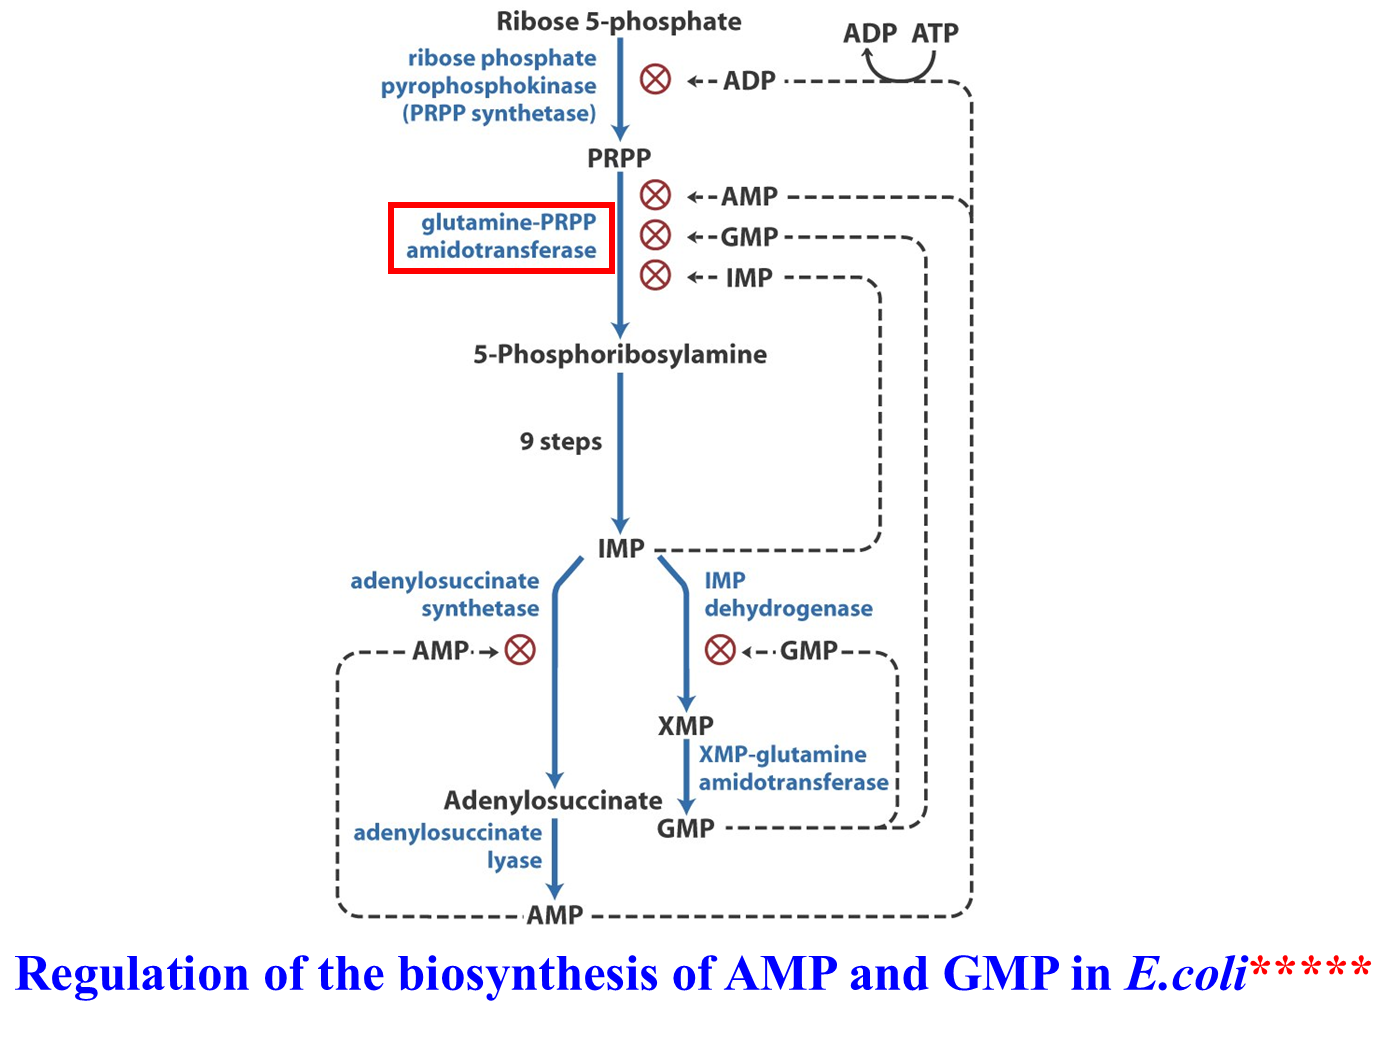 Ribose 5-phosphate
ADP ATP
ribose phosphate
pyrophosphokinase
(PRPP synthetase)
ADP
PRPP
AMP
glutamine-PRPP
amidotransferase
GMP
IMP
5-Phosphoribosylamine
9 steps
IMP
adenylosuccinate
synthetase
IMP
dehydrogenase
AMP
GMP
XMP
XMP-glutamine
amidotransferase
Adenylosuccinate
GMP
adenylosuccinate
lyase
AMP
Regulation of the biosynthesis of AMP and GMP in E.coli*****